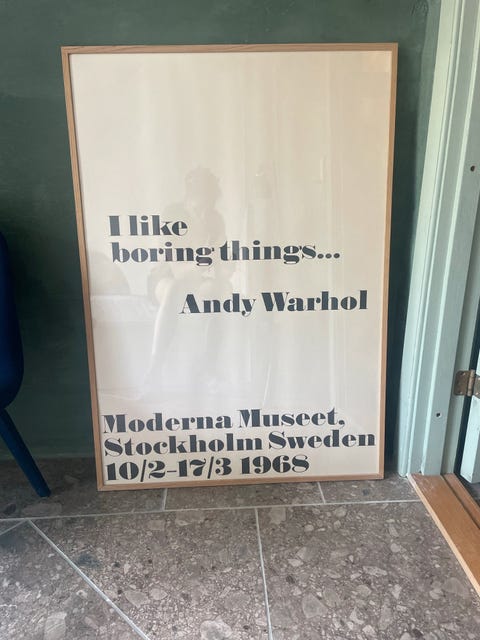 I like
boring things...
Andy Warhol
Moderna Museet,
Stockholm Sweden
10/2-17/3 1968